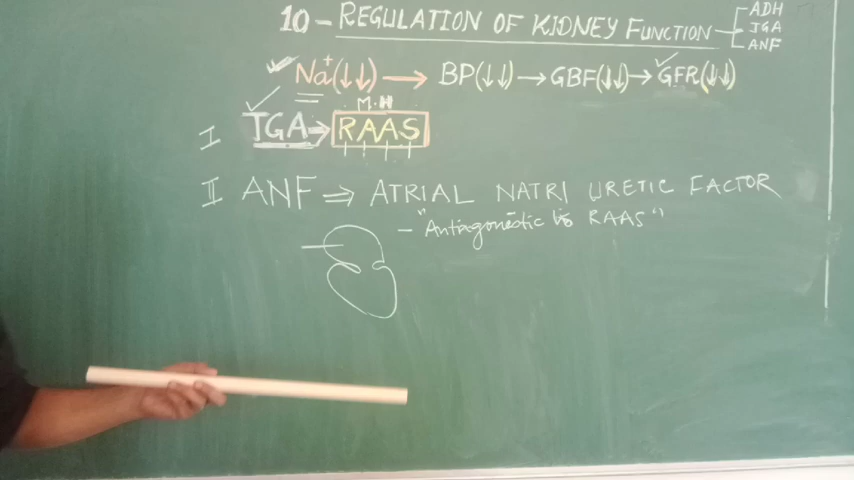 10 - REGULATION OF KIDNEY FUNCTION
ADH
JGA
ANF
Na+(↓↓) → BP(↓↓) → GBF(↓↓) → GFR(↓↓)
M.H
I JGA → RAAS
II ANF ⇒ ATRIAL NATRI URETIC FACTOR
- "Antagonistic to RAAS"